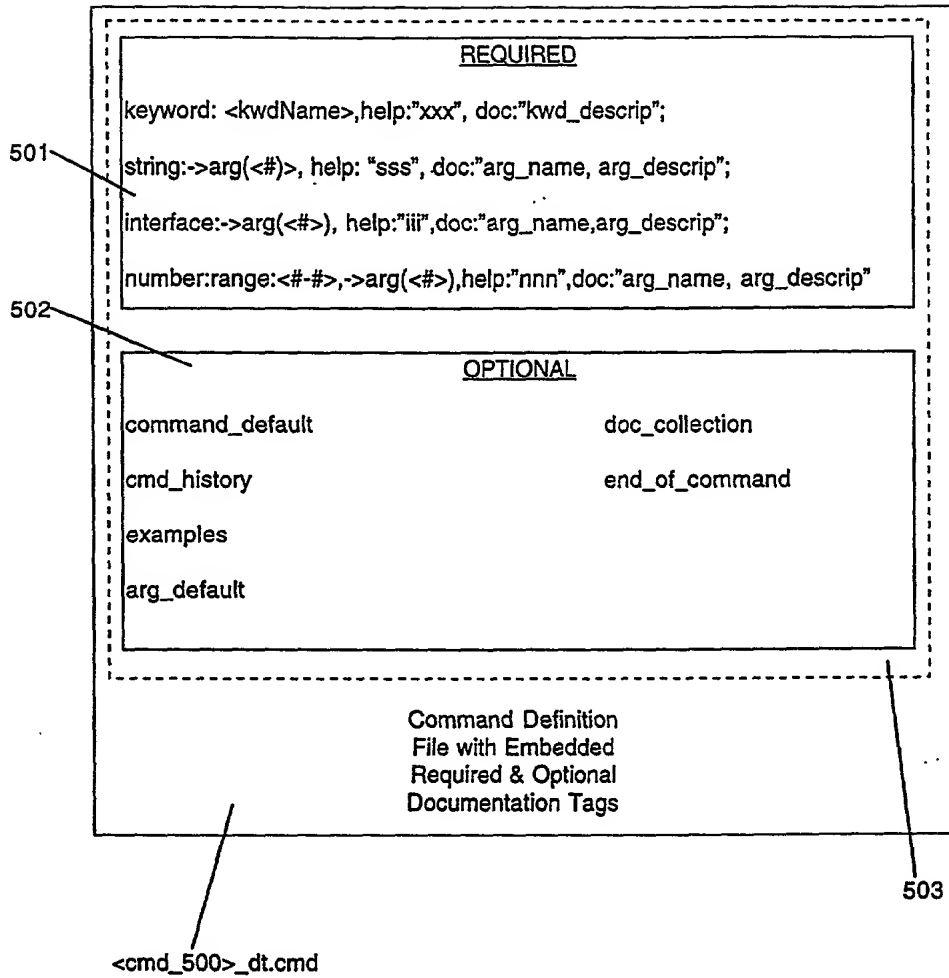 REQUIRED
keyword: <kwdName>,help:"xxx", doc:"kwd_descrip";
501
string:->arg(<#)>, help: "sss", doc:"arg_name, arg_descrip";
interface:->arg(<#>), help:"iii",doc:"arg_name,arg_descrip";
number:range:<#-#>,->arg(<#>),help:"nnn",doc:"arg_name, arg_descrip"
502
OPTIONAL
command_default doc_collection
cmd_history end_of_command
examples
arg_default
Command Definition
File with Embedded
Required & Optional
Documentation Tags
503
<cmd_500>_dt.cmd